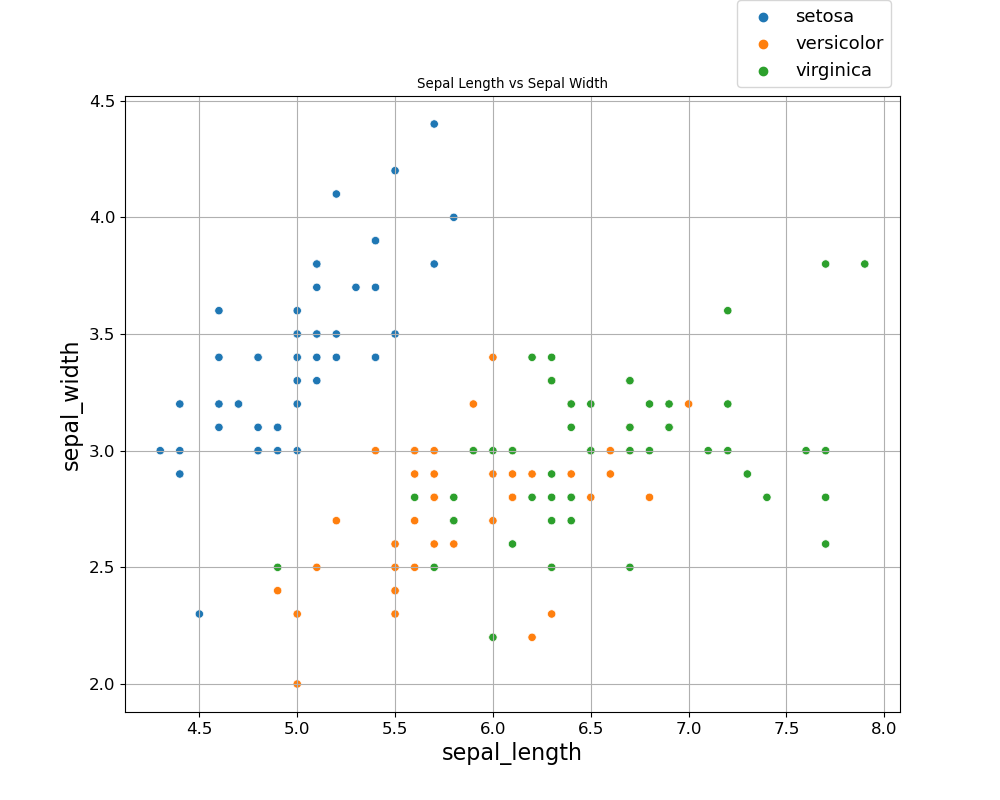 setosa
versicolor
virginica
Sepal Length vs Sepal Width
4.5
4.0
3.5
3.0
2.5
2.0
sepal_width
4.5 5.0 5.5 6.0 6.5 7.0 7.5 8.0
sepal_length